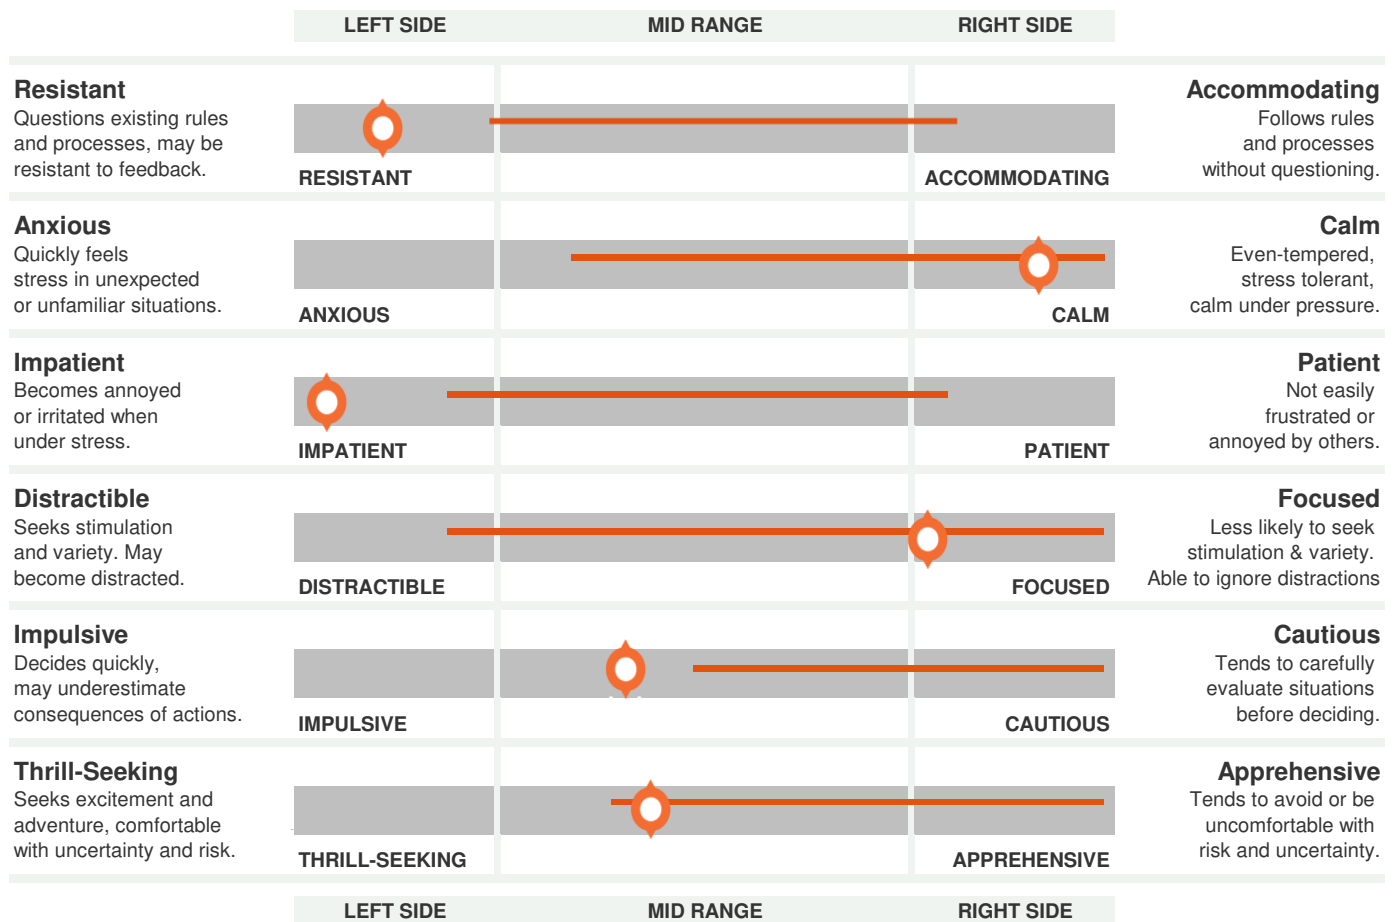 LEFT SIDE MID RANGE RIGHT SIDE
Resistant
Questions existing rules
and processes, may be
resistant to feedback.
RESISTANT
ACCOMMODATING
Accommodating
Follows rules
and processes
without questioning.
Anxious
Quickly feels
stress in unexpected
or unfamiliar situations.
ANXIOUS
CALM
Calm
Even-tempered,
stress tolerant,
calm under pressure.
Impatient
Becomes annoyed
or irritated when
under stress.
IMPATIENT
PATIENT
Patient
Not easily
frustrated or
annoyed by others.
Distractible
Seeks stimulation
and variety. May
become distracted.
DISTRACTIBLE
FOCUSED
Focused
Less likely to seek
stimulation & variety.
Able to ignore distractions
Impulsive
Decides quickly,
may underestimate
consequences of actions.
IMPULSIVE
CAUTIOUS
Cautious
Tends to carefully
evaluate situations
before deciding.
Thrill-Seeking
Seeks excitement and
adventure, comfortable
with uncertainty and risk.
THRILL-SEEKING
APPREHENSIVE
Apprehensive
Tends to avoid or be
uncomfortable with
risk and uncertainty.
LEFT SIDE MID RANGE RIGHT SIDE